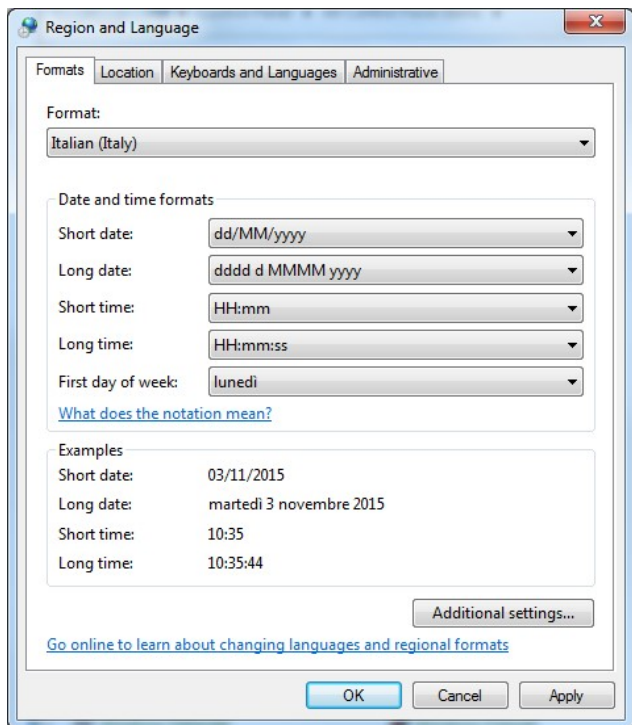 Region and Language
Formats Location Keyboards and Languages Administrative
Format:
Italian (Italy)
Date and time formats
Short date: dd/MM/yyyy
Long date: dddd d MMMM yyyy
Short time: HH:mm
Long time: HH:mm:ss
First day of week: lunedì
What does the notation mean?
Examples
Short date: 03/11/2015
Long date: martedì 3 novembre 2015
Short time: 10:35
Long time: 10:35:44
Additional settings...
Go online to learn about changing languages and regional formats
OK Cancel Apply